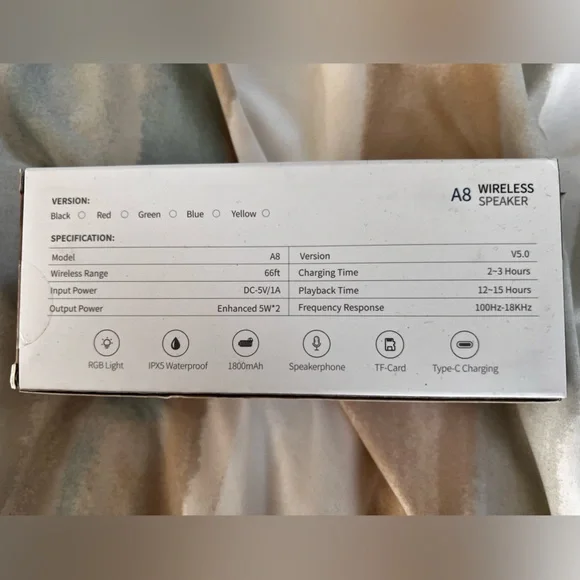 VERSION:
Black Red Green Blue Yellow
A8 WIRELESS
SPEAKER
SPECIFICATION:
Model A8
Version V5.0
Wireless Range 66ft
Charging Time 2~3 Hours
Input Power DC-5V/1A
Playback Time 12~15 Hours
Output Power Enhanced 5W*2
Frequency Response 100Hz-18KHz
RGB Light IPX5 Waterproof 1800mAh Speakerphone TF-Card Type-C Charging